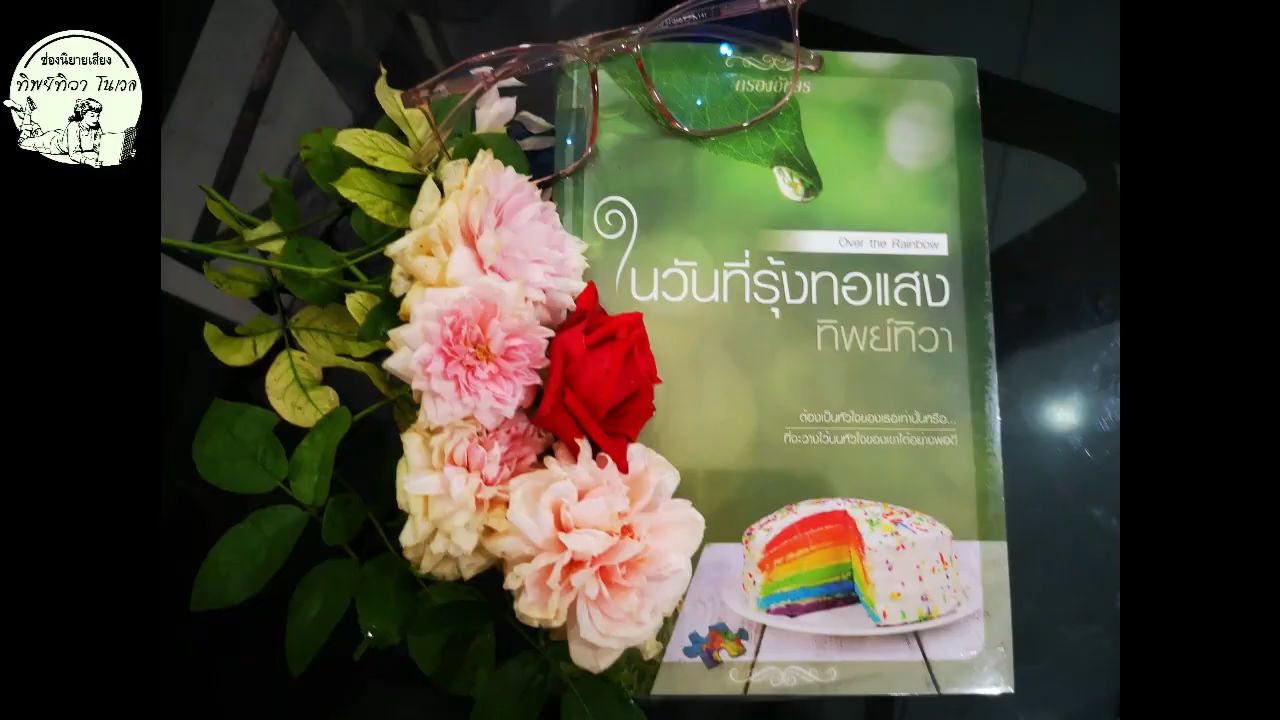 ช่องนิยายเสียง
ทิพย์ทิวา โนเวล
กรองอักษร
Over the Rainbow
ในวันที่รุ้งทอแสง
ทิพย์ทิวา
ต้องเป็นหัวใจของเธอเท่านั้นหรือ...
ที่จะวางไว้บนหัวใจของเขาได้อย่างพอดี